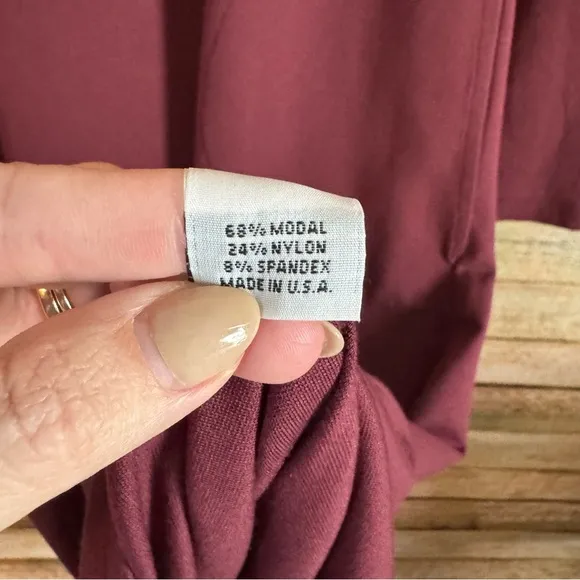 68% MODAL
24% NYLON
8% SPANDEX
MADE IN U.S.A.